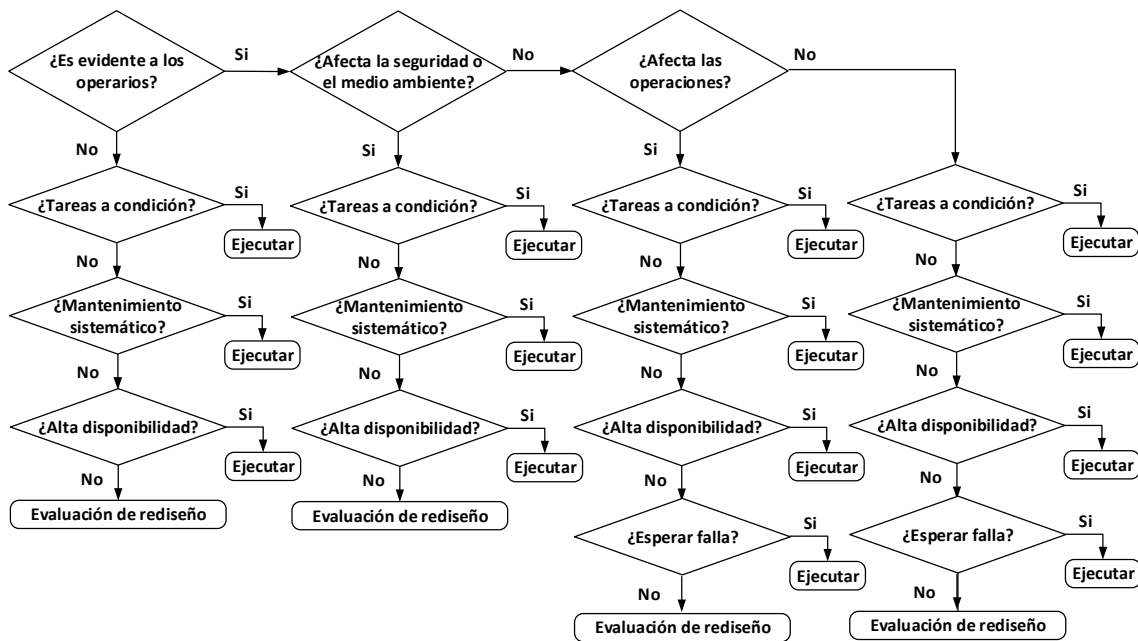 ¿Es evidente a los
operarios?
Si
¿Afecta la seguridad o
el medio ambiente?
No
¿Afecta las
operaciones?
No
No
Si
Si
¿Tareas a condición?
Si
Ejecutar
¿Tareas a condición?
Si
Ejecutar
¿Tareas a condición?
Si
Ejecutar
¿Tareas a condición?
Si
Ejecutar
No
No
No
No
¿Mantenimiento
sistemático?
Si
Ejecutar
¿Mantenimiento
sistemático?
Si
Ejecutar
¿Mantenimiento
sistemático?
Si
Ejecutar
¿Mantenimiento
sistemático?
Si
Ejecutar
No
No
No
No
¿Alta disponibilidad?
Si
Ejecutar
¿Alta disponibilidad?
Si
Ejecutar
¿Alta disponibilidad?
Si
Ejecutar
¿Alta disponibilidad?
Si
Ejecutar
No
No
No
No
Evaluación de rediseño
Evaluación de rediseño
¿Esperar falla?
Si
Ejecutar
¿Esperar falla?
Si
Ejecutar
No
No
Evaluación de rediseño
Evaluación de rediseño